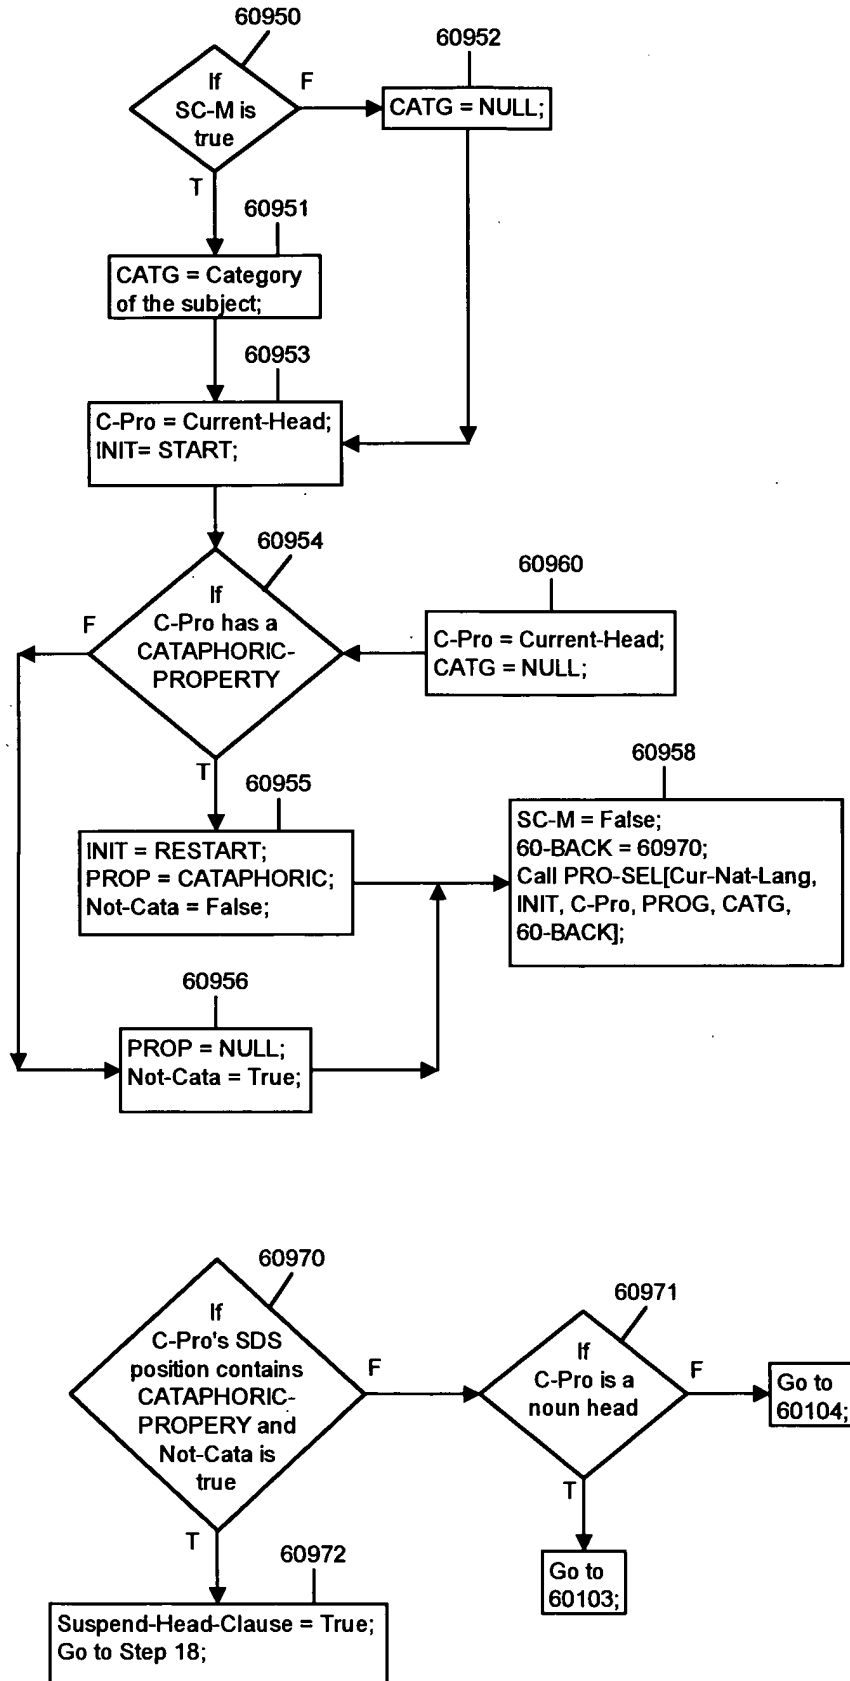 60950
If
SC-M is
true
F
T
60952
CATG = NULL;
60951
CATG = Category
of the subject;
60953
C-Pro = Current-Head;
INIT= START;
60954
If
C-Pro has a
CATAPHORIC-
PROPERTY
F
T
60960
C-Pro = Current-Head;
CATG = NULL;
60955
INIT = RESTART;
PROP = CATAPHORIC;
Not-Cata = False;
60958
SC-M = False;
60-BACK = 60970;
Call PRO-SEL[Cur-Nat-Lang,
INIT, C-Pro, PROG, CATG,
60-BACK];
60956
PROP = NULL;
Not-Cata = True;
60970
If
C-Pro's SDS
position contains
CATAPHORIC-
PROPERY and
Not-Cata is
true
F
T
60971
If
C-Pro is a
noun head
F
T
Go to
60104;
Go to
60103;
60972
Suspend-Head-Clause = True;
Go to Step 18;